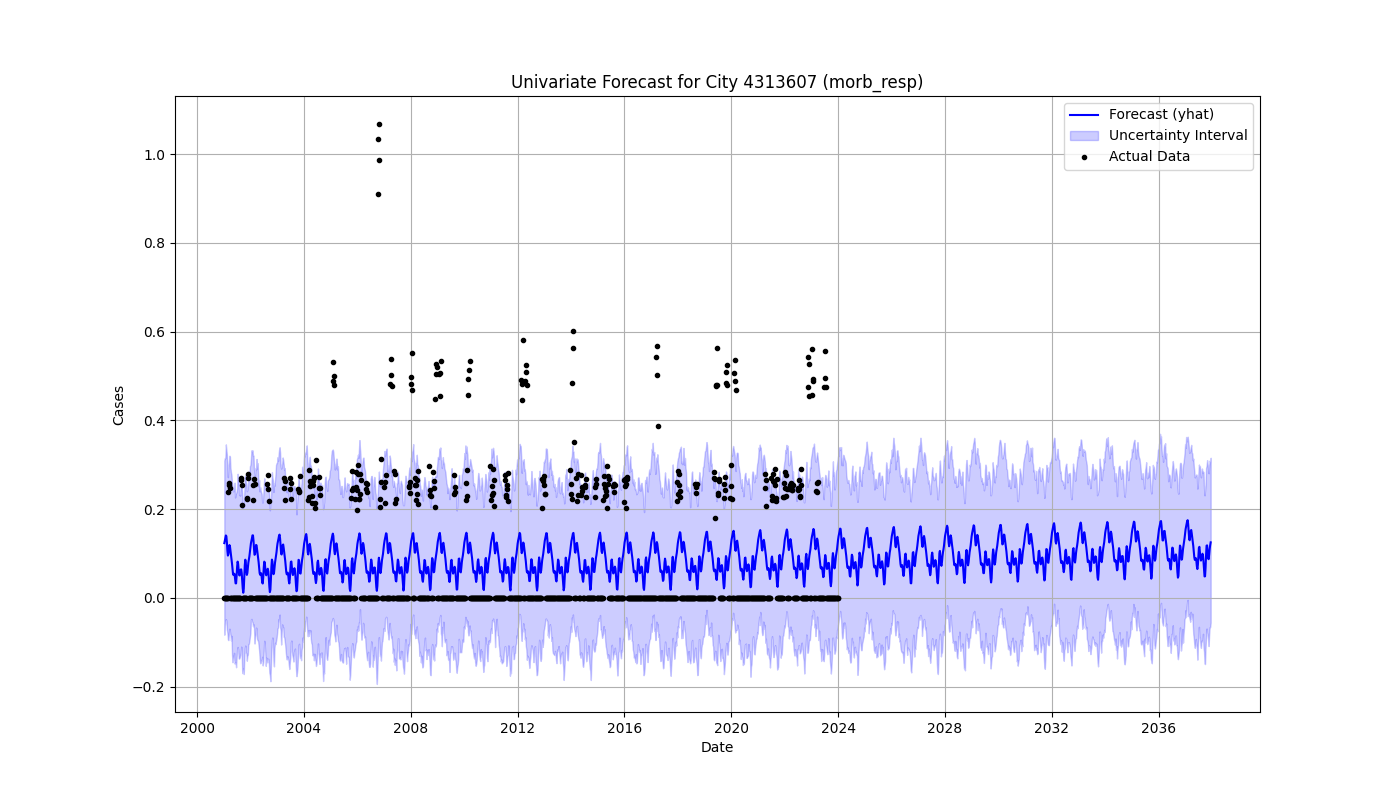 Univariate Forecast for City 4313607 (morb_resp)
Forecast (yhat)
Uncertainty Interval
Actual Data
Cases
1.0
0.8
0.6
0.4
0.2
0.0
−0.2
2000 2004 2008 2012 2016 2020 2024 2028 2032 2036
Date